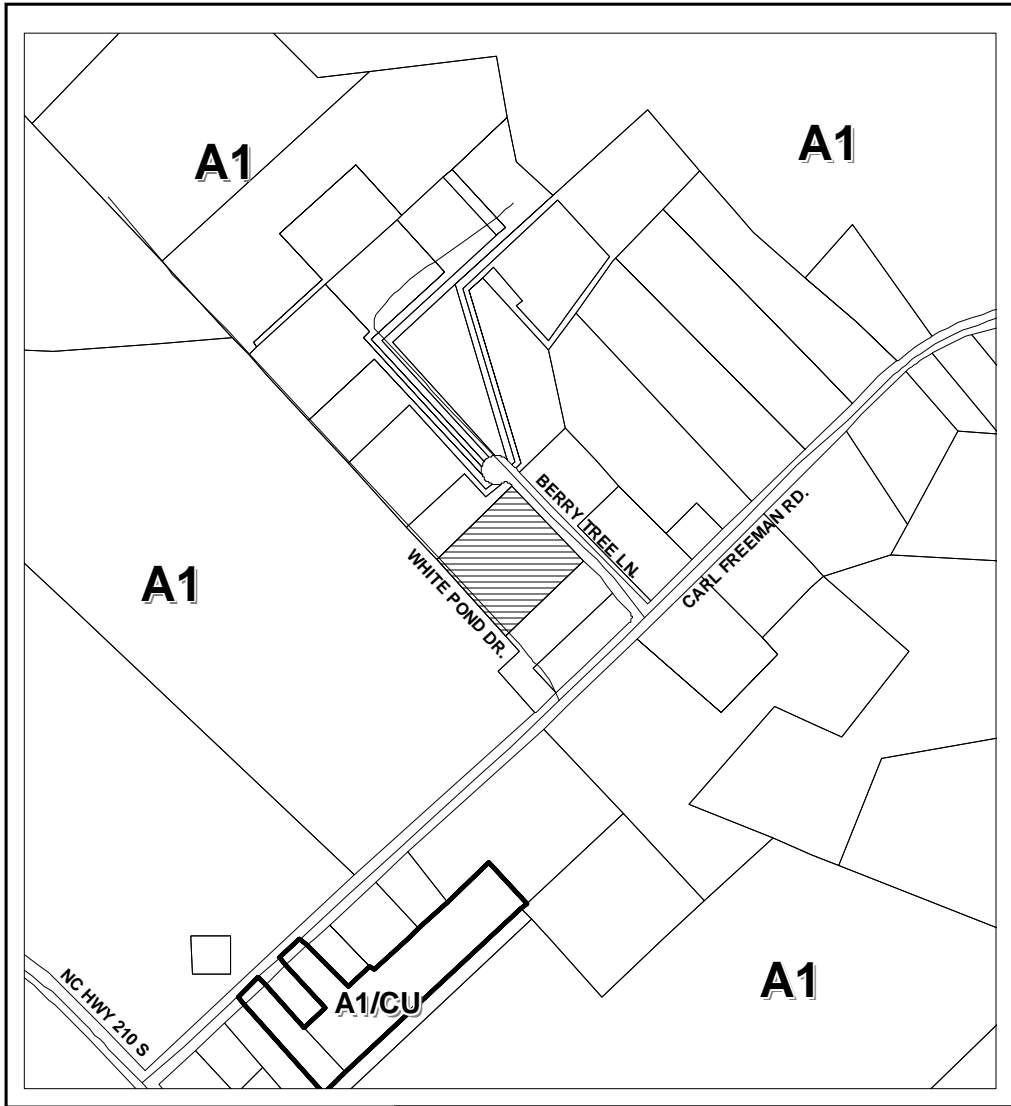 A1
A1
BERRY TREE LN.
CARL FREEMAN RD.
WHITE POND DR.
A1
NC HWY 210 S
A1/CU
A1